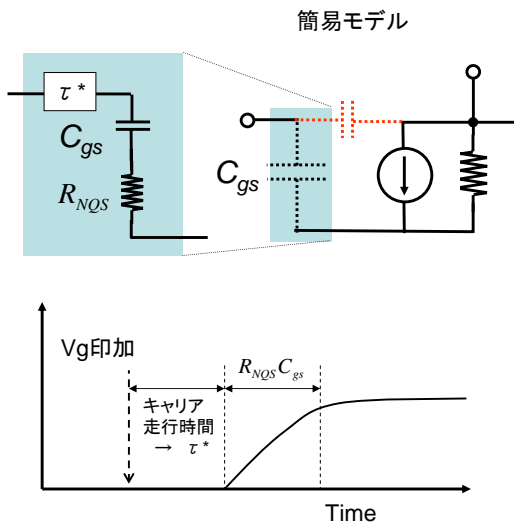 簡易モデル
τ *
Cgs
RNQS
Cgs
Vg印加
RNQSCgs
キャリア
走行時間
→ τ *
Time